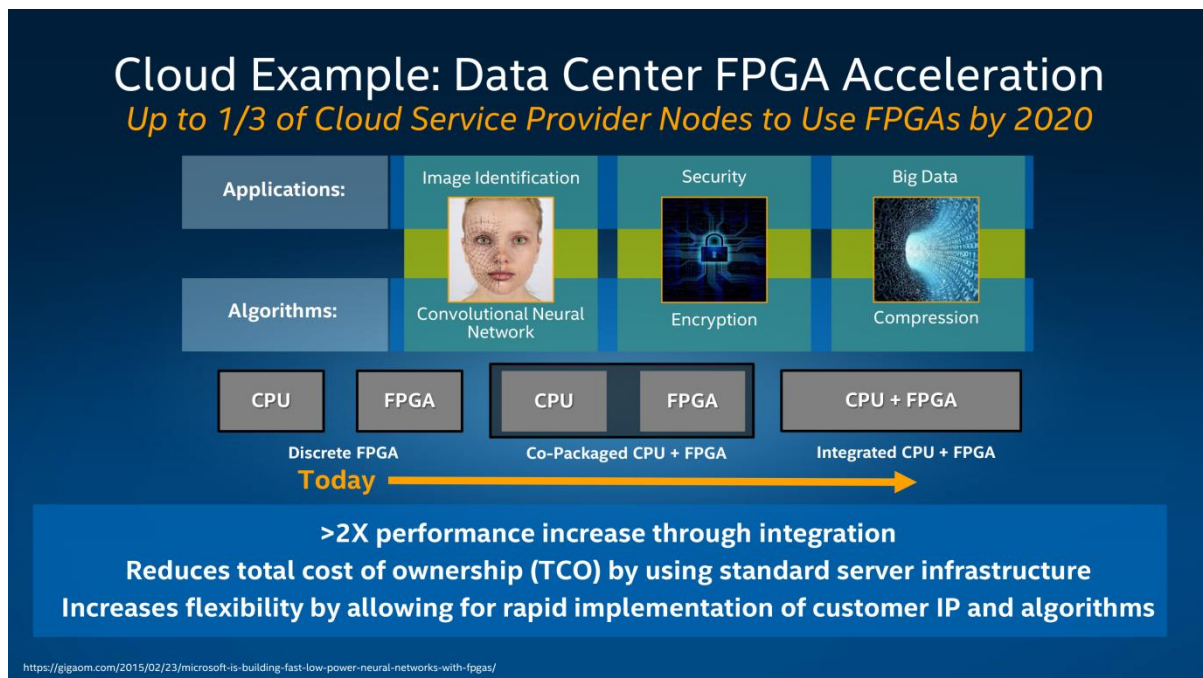 Cloud Example: Data Center FPGA Acceleration
Up to 1/3 of Cloud Service Provider Nodes to Use FPGAs by 2020
Applications:
Image Identification
Security
Big Data
Algorithms:
Convolutional Neural
Network
Encryption
Compression
CPU
FPGA
CPU
FPGA
CPU + FPGA
Discrete FPGA
Co-Packaged CPU + FPGA
Integrated CPU + FPGA
Today
>2X performance increase through integration
Reduces total cost of ownership (TCO) by using standard server infrastructure
Increases flexibility by allowing for rapid implementation of customer IP and algorithms
https://gigaom.com/2015/02/23/microsoft-is-building-fast-low-power-neural-networks-with-fpgas/